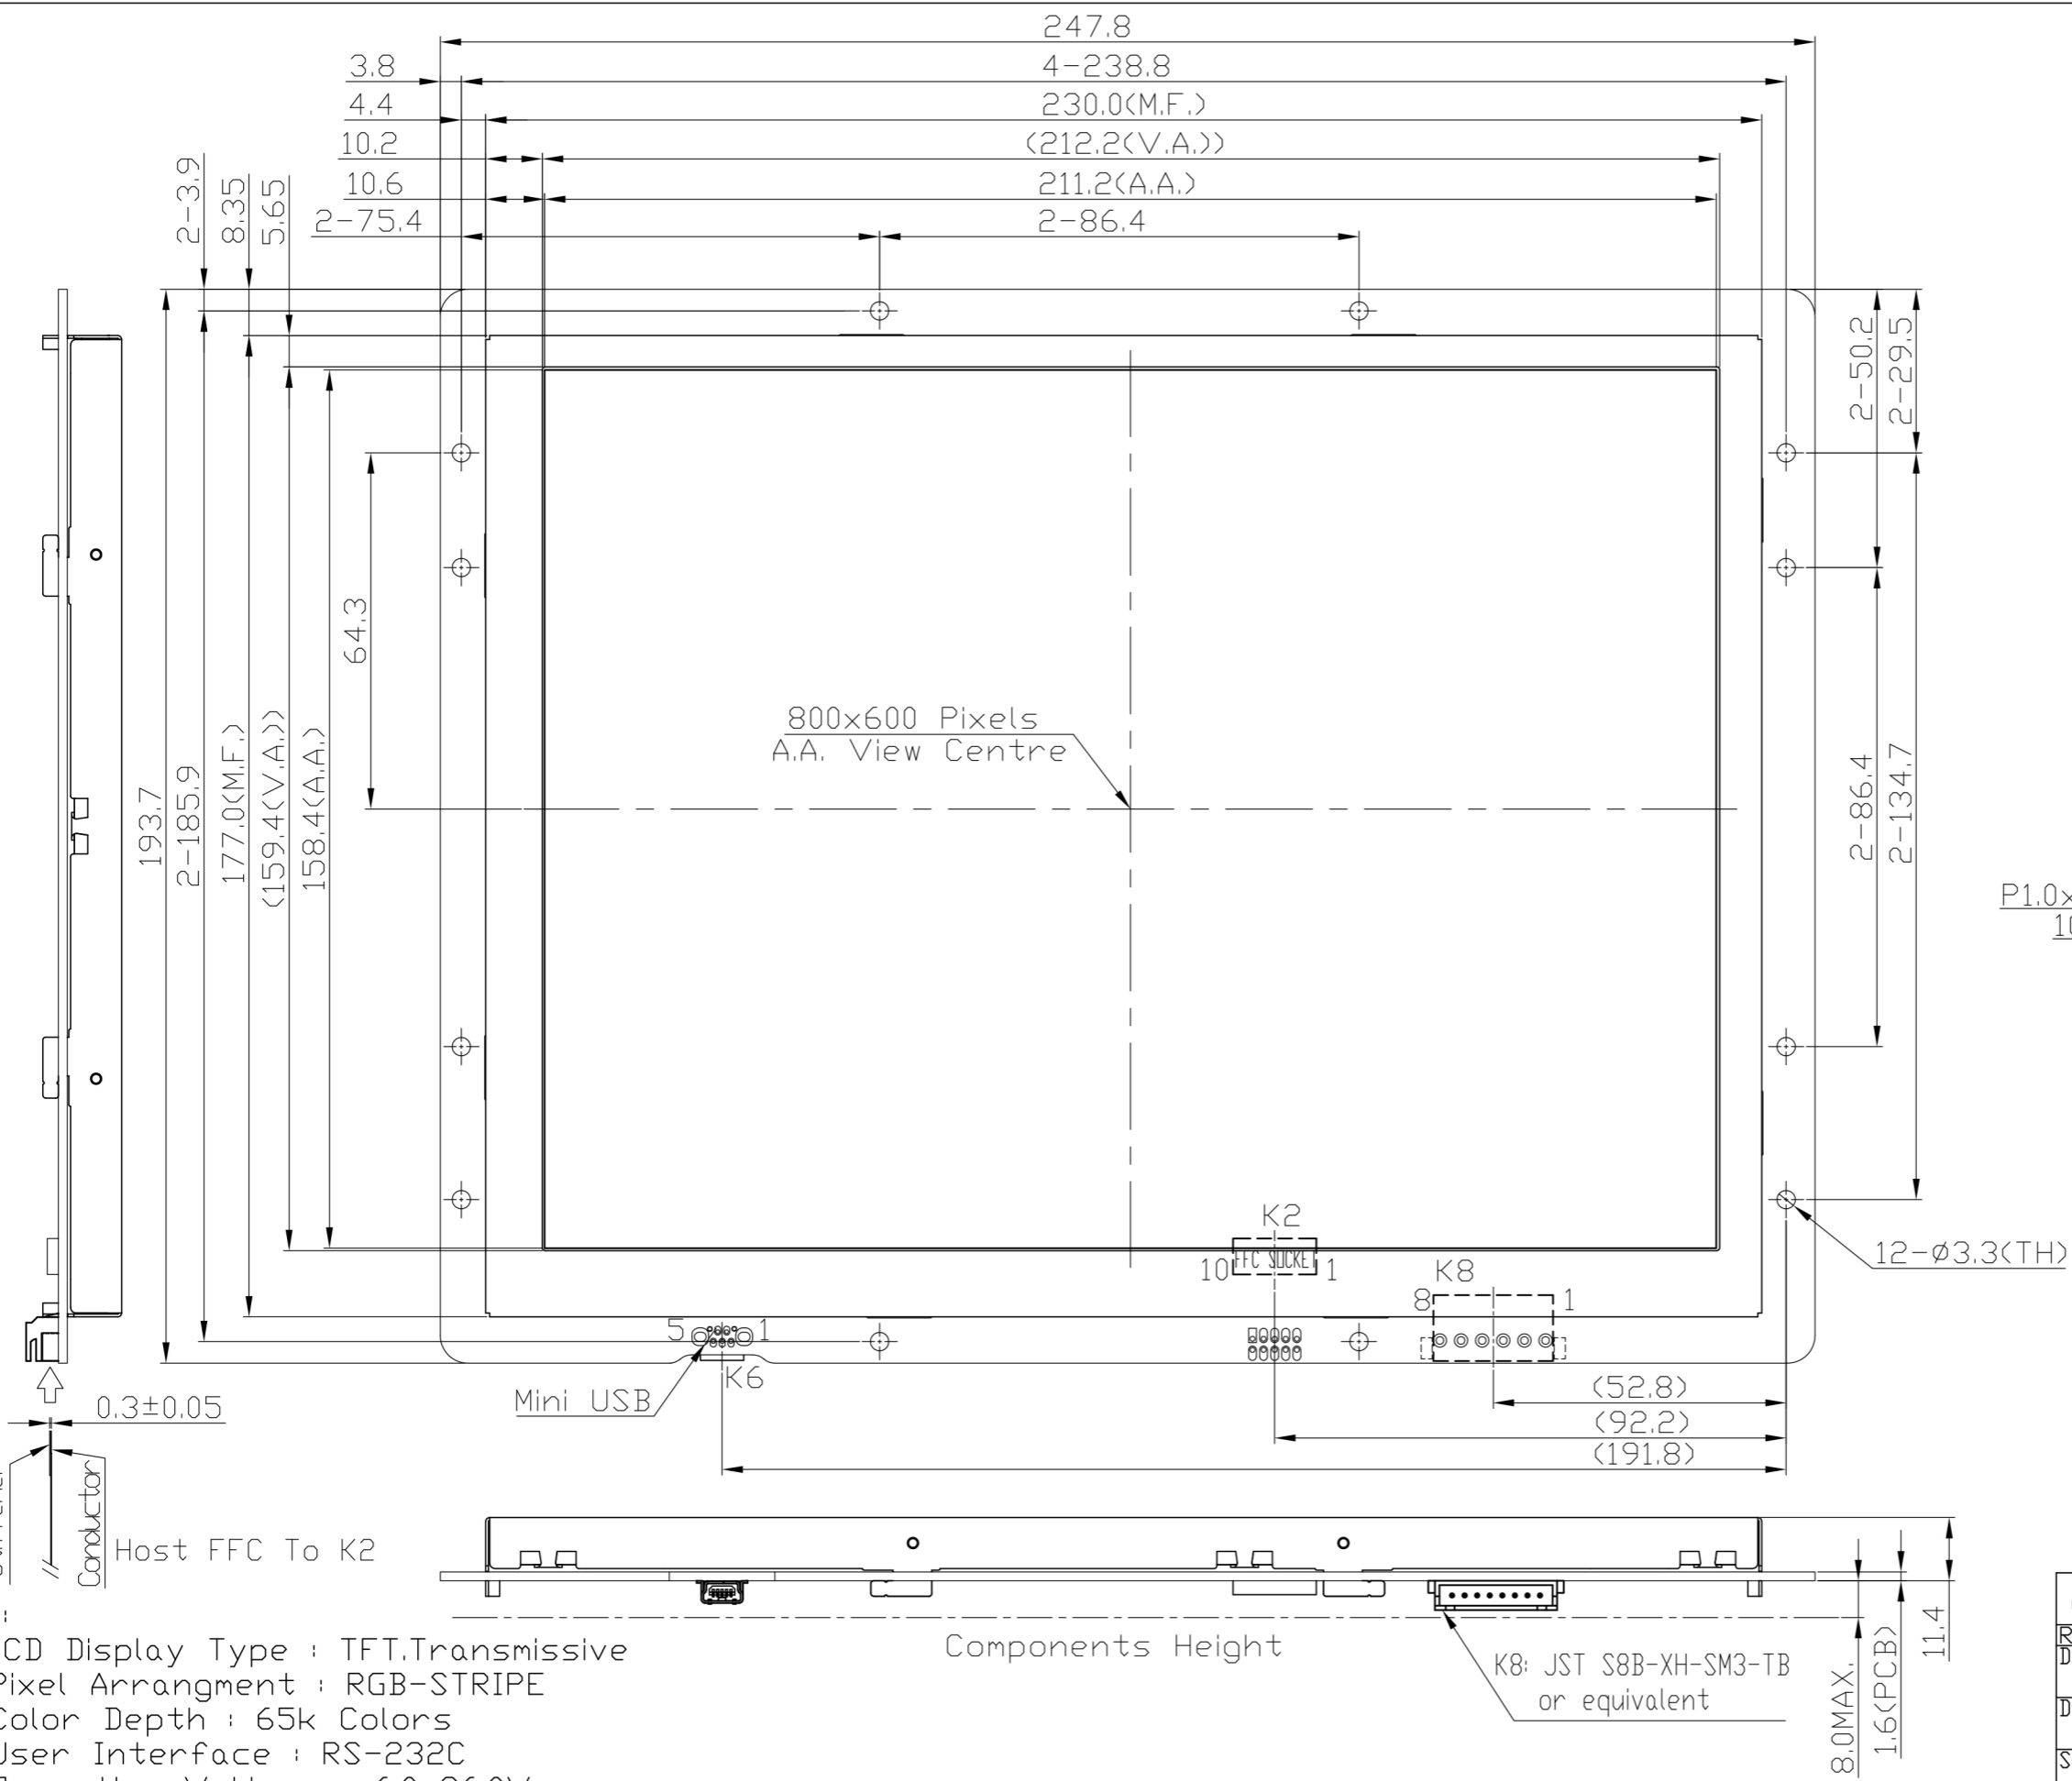 247.8
3.8
4-238.8
4.4
230.0(M.F.)
10.2
(212.2(V.A.))
10.6
211.2(A.A.)
2-75.4
2-86.4
2-3.9
8.35
5.65
2-50.2
2-29.5
64.3
800x600 Pixels
A.A. View Centre
193.7
2-185.9
177.0(M.F.)
(159.4(V.A.))
158.4(A.A.)
2-86.4
2-134.7
P1.0x
10
K2
10
FFC SOCKET
1
K8
8
1
12-ø3.3(TH)
5
1
K6
Mini USB
(52.8)
(92.2)
(191.8)
0.3±0.05
Conductor
Host FFC To K2
Components Height
K8: JST S8B-XH-SM3-TB
or equivalent
8.0MAX.
1.6(PCB)
11.4
:
CD Display Type : TFT.Transmissive
Pixel Arrangment : RGB-STRIPE
Color Depth : 65k Colors
User Interface : RS-232C
R
D
D
S